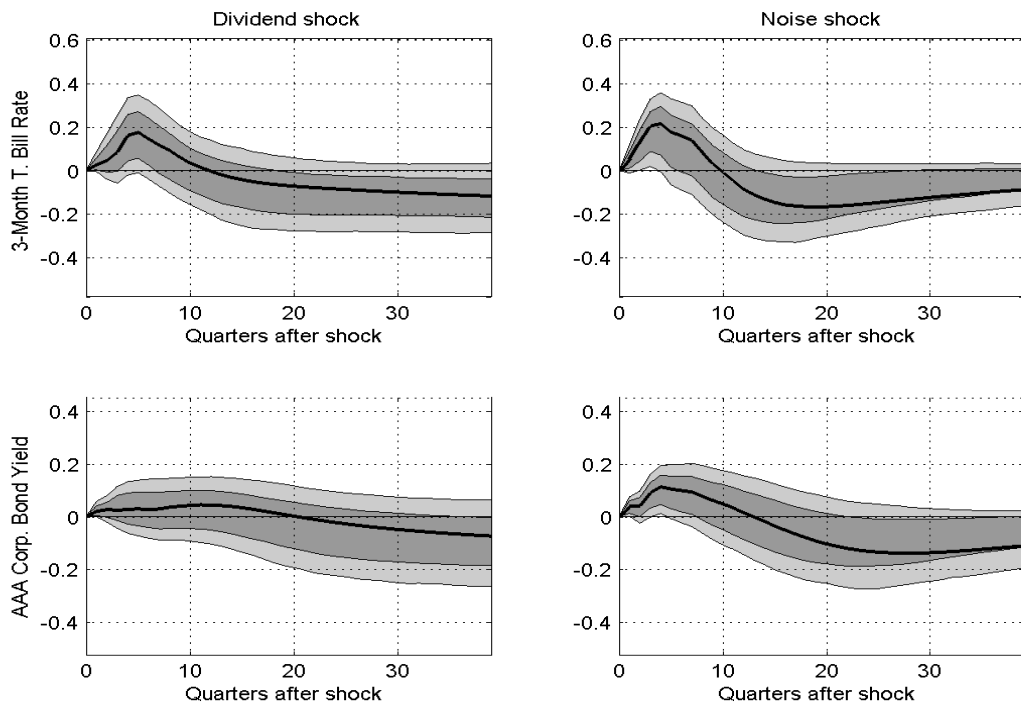 Dividend shock
Noise shock
3-Month T. Bill Rate
0.6
0.4
0.2
0
-0.2
-0.4
0 10 20 30
Quarters after shock
0.6
0.4
0.2
0
-0.2
-0.4
0 10 20 30
Quarters after shock
AAA Corp. Bond Yield
0.4
0.2
0
-0.2
-0.4
0 10 20 30
Quarters after shock
0.4
0.2
0
-0.2
-0.4
0 10 20 30
Quarters after shock